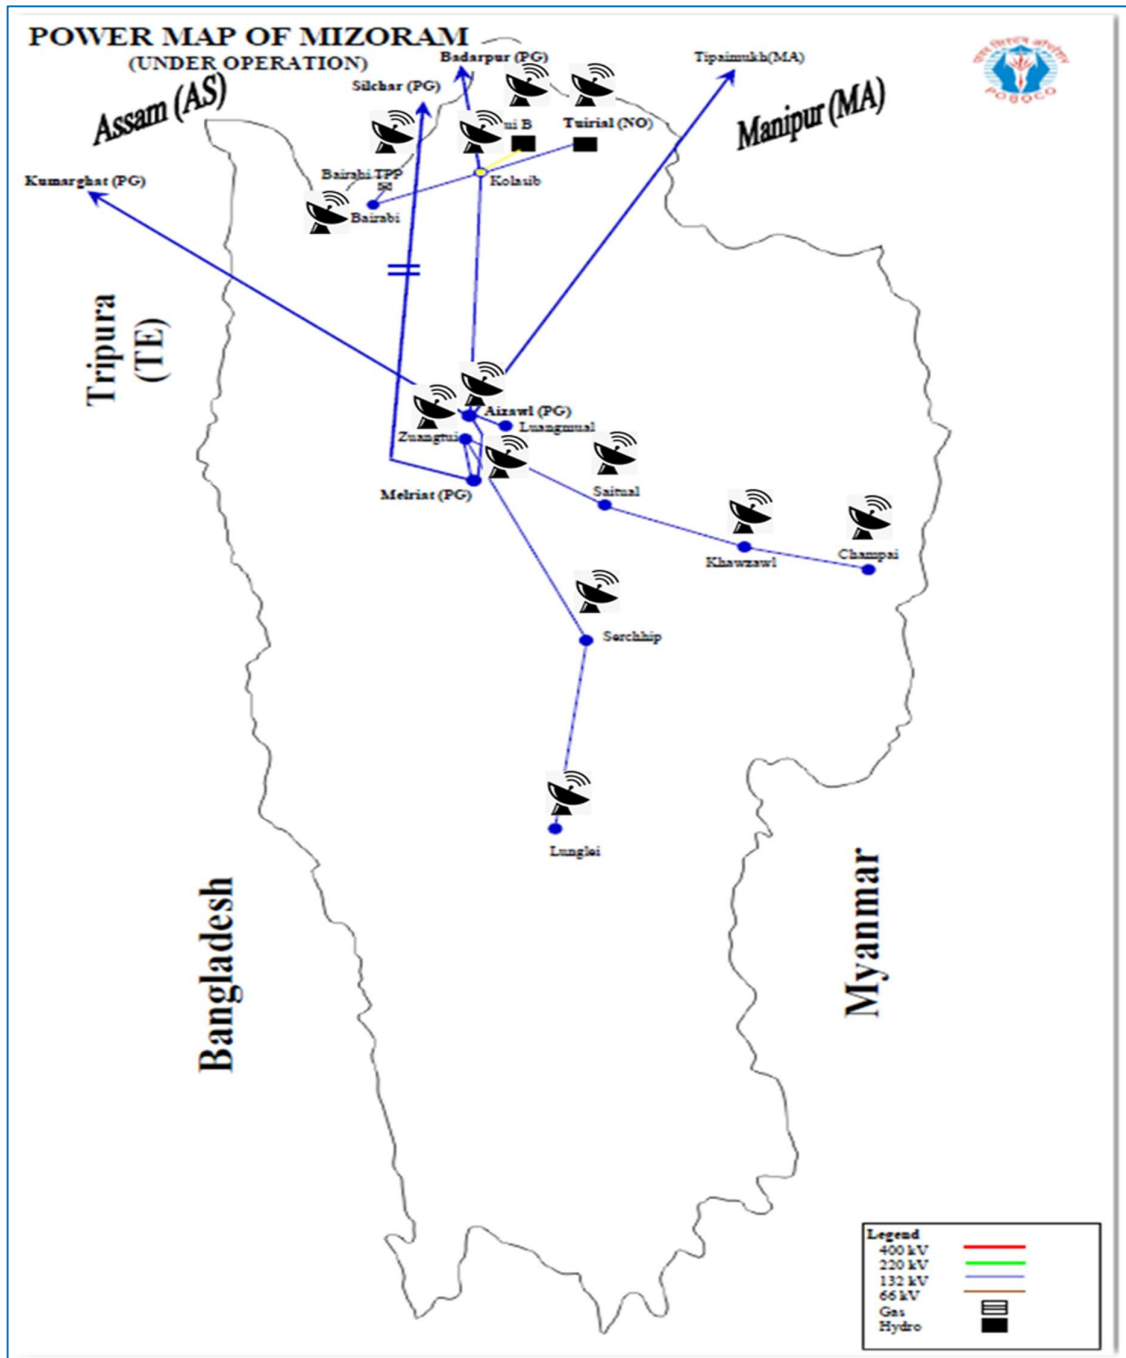 POWER MAP OF MIZORAM
(UNDER OPERATION)
Badarpur (PG)
Tipaimukh(MA)
Silchar (PG)
Assam (AS)
Manipur (MA)
POSOCO
ui B
Tuirial (NO)
Kumarghat (PG)
Bairabi TPP
Kolasib
Bairabi
Tripura
(TE)
Aizawl (PG)
Luangmual
Zuangtui
Melriat (PG)
Saitual
Khawzawl
Champai
Serchhip
Lunglei
Bangladesh
Myanmar
Legend
400 kV
220 kV
132 kV
66 kV
Gas
Hydro